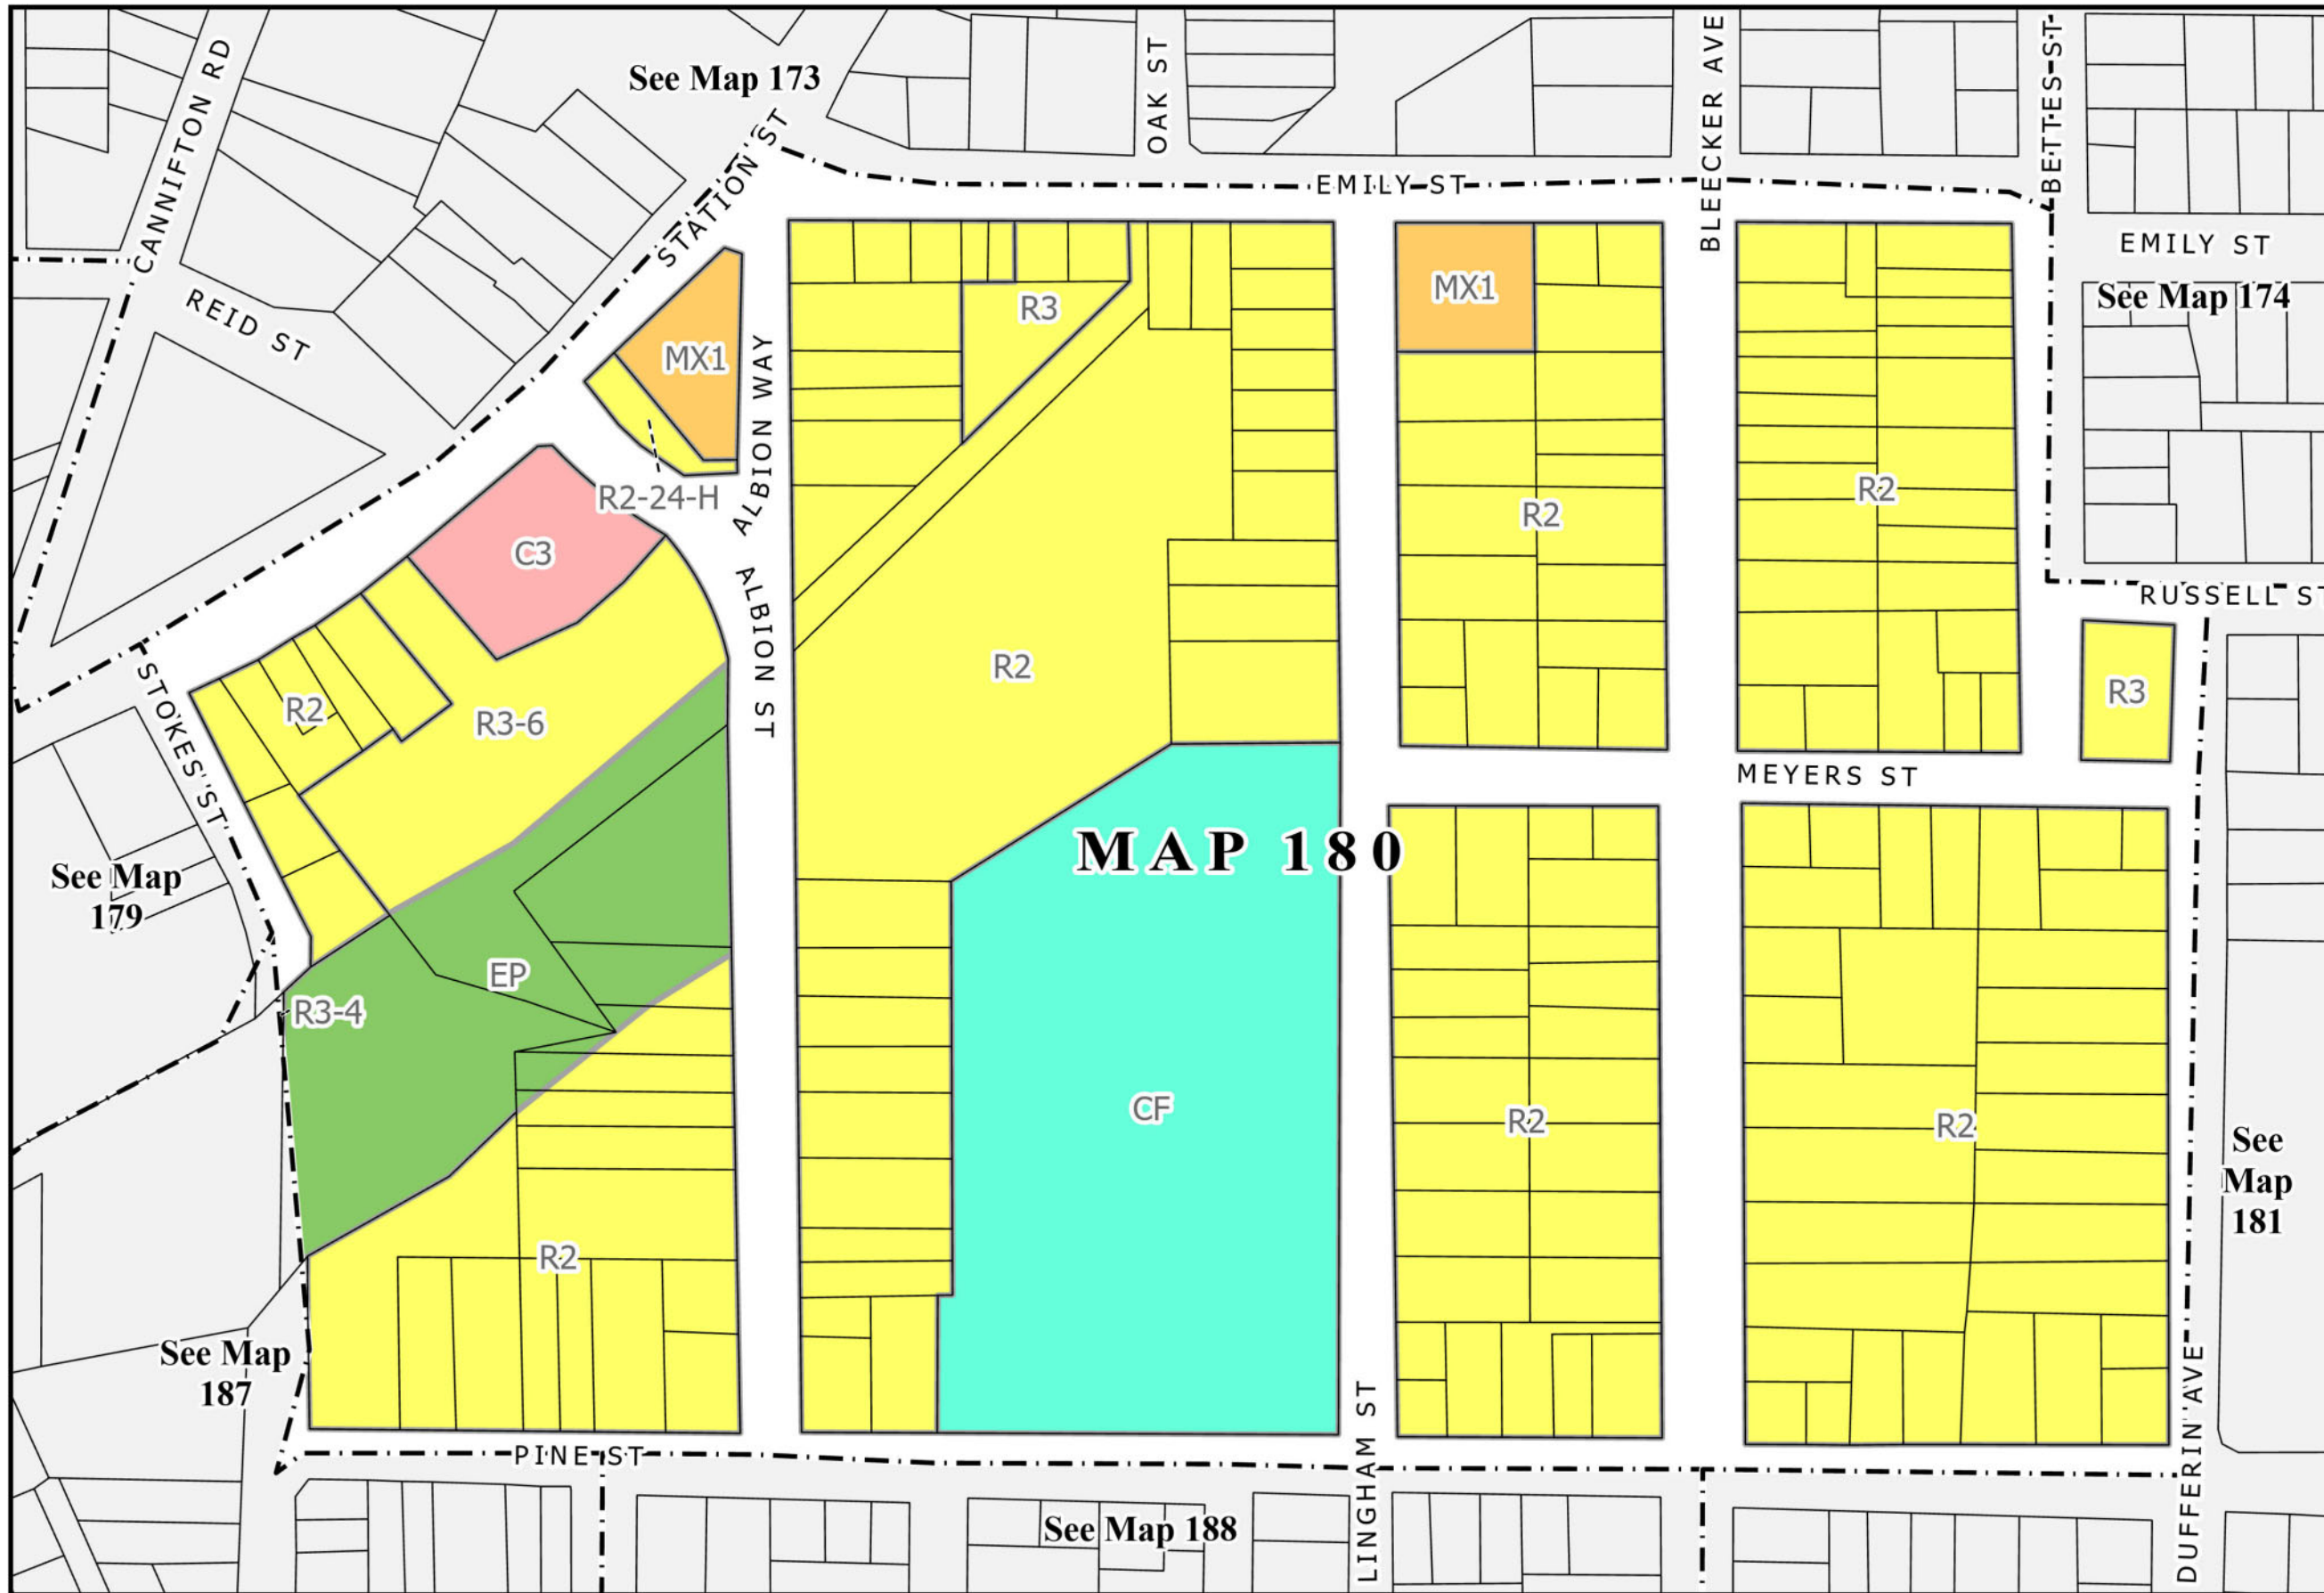 CANNIFTON RD
See Map 173
STATION ST
OAK ST
BLEECKER AVE
BETTES ST
EMILY ST
EMILY ST
See Map 174
REID ST
MX1
R3
MX1
ALBION WAY
R2-24-H
R2
R2
C3
RUSSELL ST
ALBION ST
R2
R3
R2
R3-6
STOKES ST
MEYERS ST
MAP 180
See Map
179
EP
R3-4
CF
R2
R2
See
Map
181
R2
See Map
187
LINGHAM ST
DUFFERIN AVE
PINE ST
See Map 188